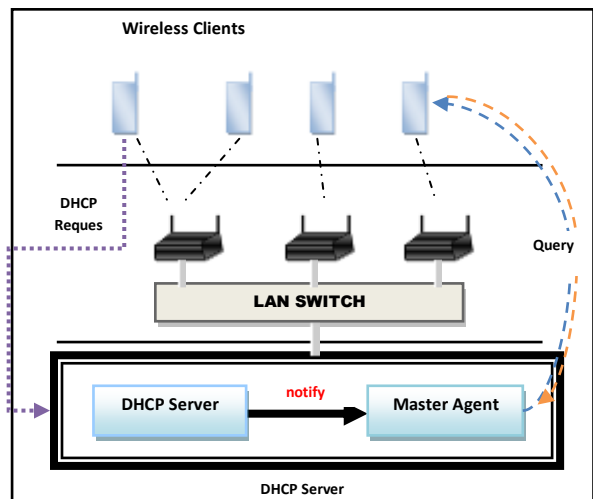 Wireless Clients
DHCP
Reques
Query
LAN SWITCH
notify
DHCP Server
Master Agent
DHCP Server